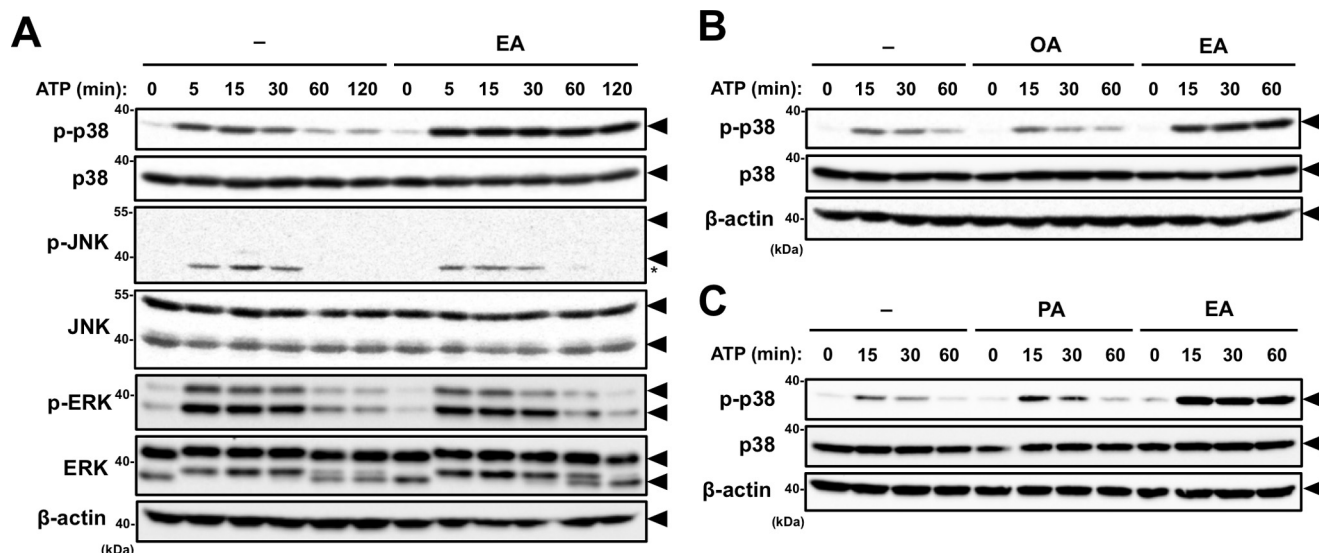 A
– EA
ATP (min): 0 5 15 30 60 120 0 5 15 30 60 120
40-
p-p38
40-
p38
55-
p-JNK
40-
*
55-
JNK
40-
p-ERK
40-
ERK
40-
β-actin
40-
(kDa)
B
– OA EA
ATP (min): 0 15 30 60 0 15 30 60 0 15 30 60
40-
p-p38
40-
p38
β-actin
40-
(kDa)
C
– PA EA
ATP (min): 0 15 30 60 0 15 30 60 0 15 30 60
40-
p-p38
40-
p38
β-actin
40-
(kDa)